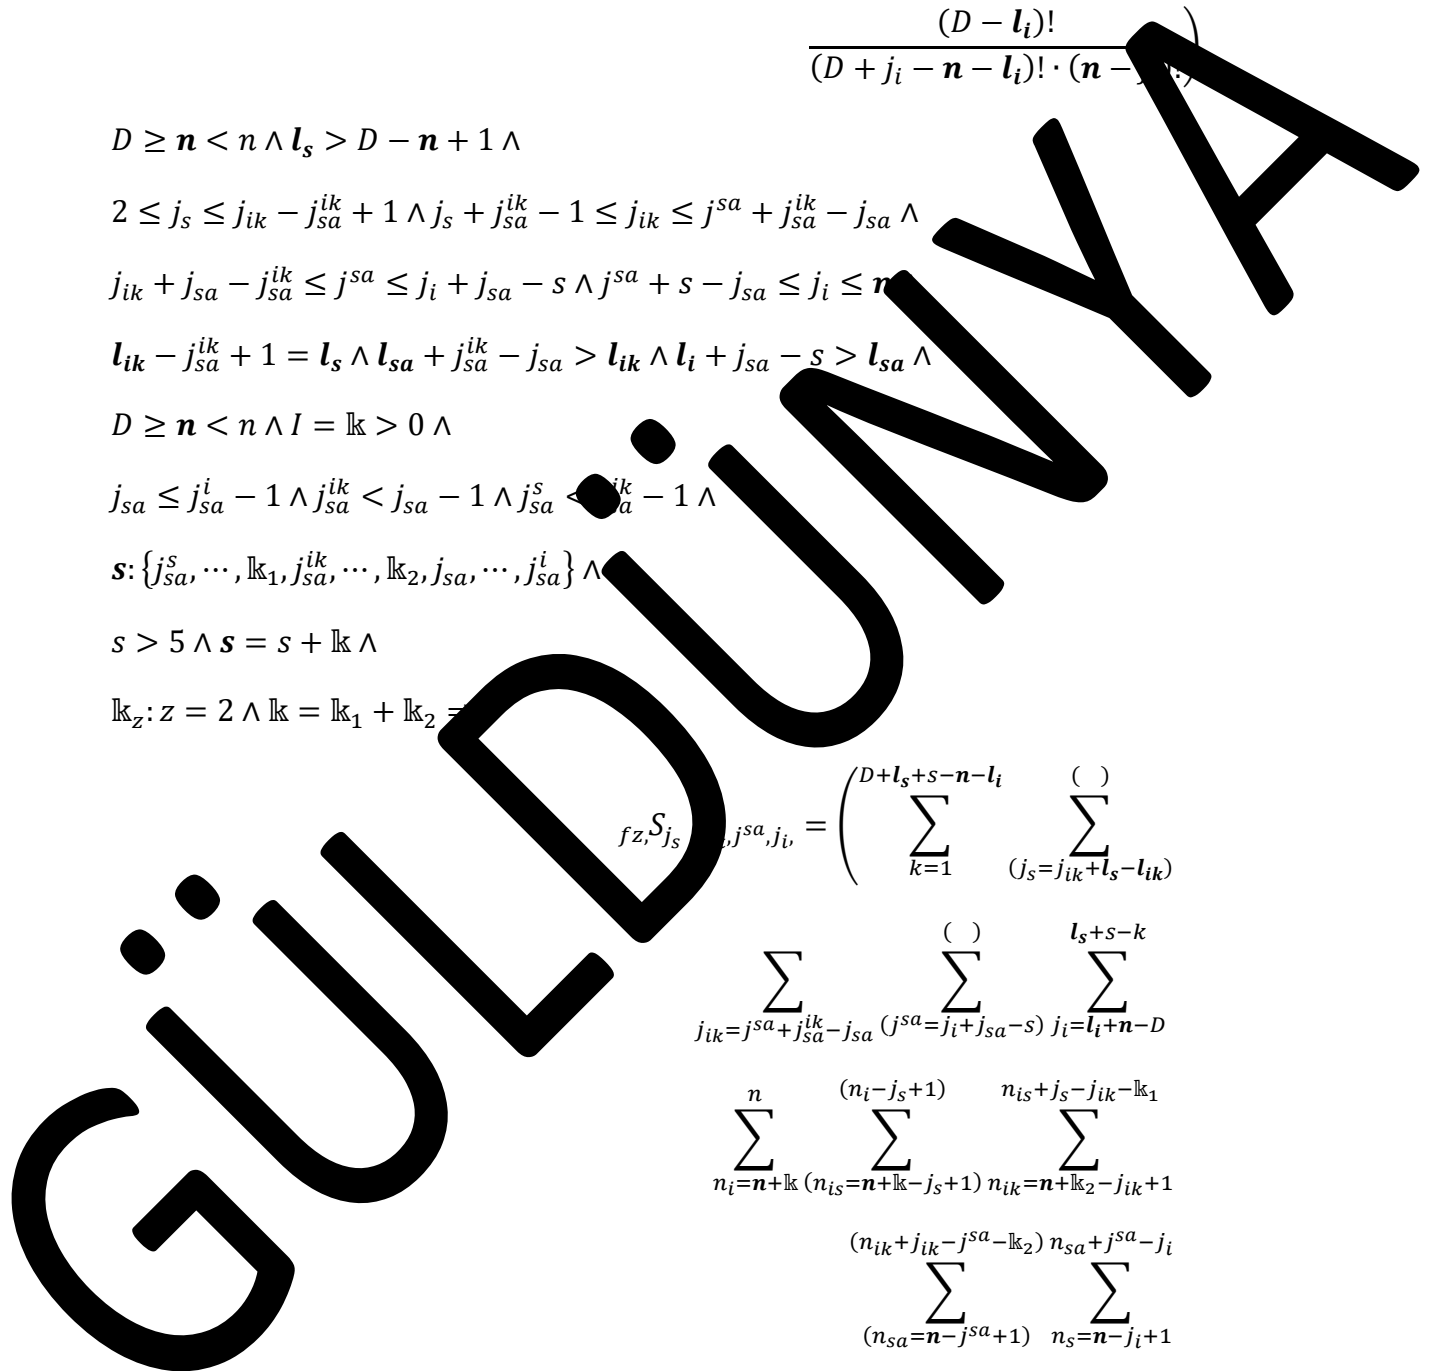 (D − l_i)!
(D + j_i − n − l_i)! · (n −
D ≥ n < n ∧ l_s > D − n + 1 ∧
2 ≤ j_s ≤ j_ik − j_sa^ik + 1 ∧ j_s + j_sa^ik − 1 ≤ j_ik ≤ j^sa + j_sa^ik − j_sa ∧
j_ik + j_sa − j_sa^ik ≤ j^sa ≤ j_i + j_sa − s ∧ j^sa + s − j_sa ≤ j_i ≤ n
l_ik − j_sa^ik + 1 = l_s ∧ l_sa + j_sa^ik − j_sa > l_ik ∧ l_i + j_sa − s > l_sa ∧
D ≥ n < n ∧ I = 𝕜 > 0 ∧
j_sa ≤ j_sa^i − 1 ∧ j_sa^ik < j_sa − 1 ∧ j_sa^s < − 1 ∧
s: {j_sa^s, ⋯, 𝕜_1, j_sa^ik, ⋯, 𝕜_2, j_sa, ⋯, j_sa^i} ∧
s > 5 ∧ s = s + 𝕜 ∧
𝕜_z: z = 2 ∧ 𝕜 = 𝕜_1 + 𝕜_2
fz,S_j_s ,j^sa,j_i, = ( ∑_{k=1}^{D+l_s+s−n−l_i} ∑_{(j_s=j_ik+l_s−l_ik)}^{( )}
∑_{j_ik=j^sa+j_sa^ik−j_sa} ∑_{(j^sa=j_i+j_sa−s)}^{( )} ∑_{j_i=l_i+n−D}^{l_s+s−k}
∑_{n_i=n+𝕜}^{n} ∑_{(n_is=n+𝕜−j_s+1)}^{(n_i−j_s+1)} ∑_{n_ik=n+𝕜_2−j_ik+1}^{n_is+j_s−j_ik−𝕜_1}
∑_{(n_sa=n−j^sa+1)}^{(n_ik+j_ik−j^sa−𝕜_2)} ∑_{n_s=n−j_i+1}^{n_sa+j^sa−j_i}
GÜLDÜNYA